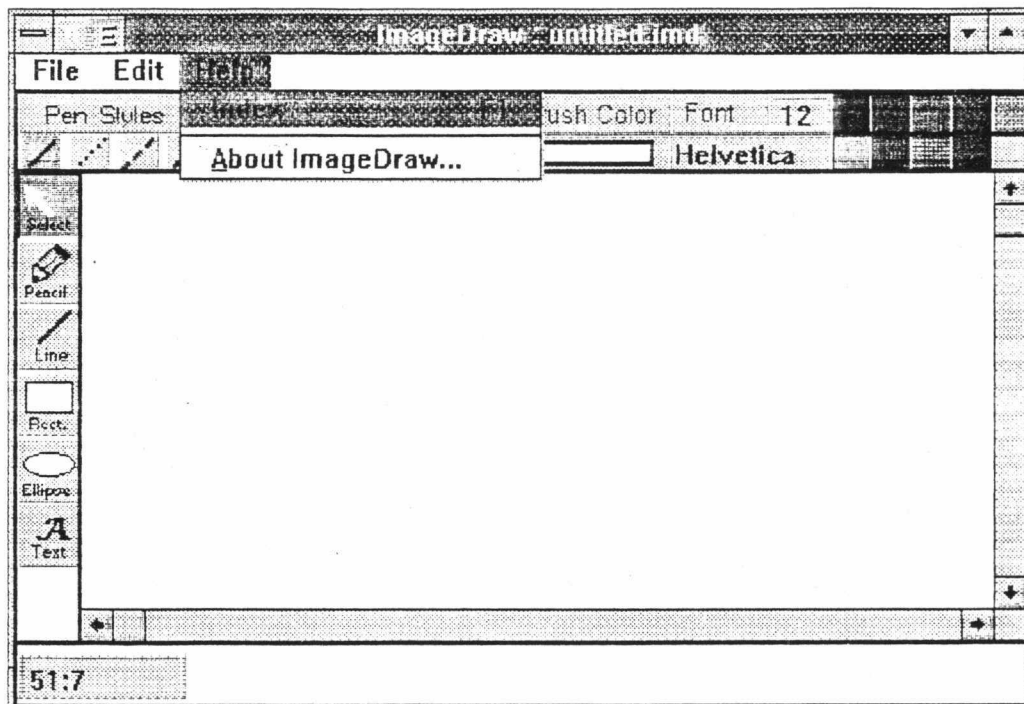 ImageDraw - untitled.imd
File Edit Help
Pen Styles ush Color Font 12
Index F1
About ImageDraw...
Helvetica
Select
Pencil
Line
Rect.
Ellipse
A
Text
51:7